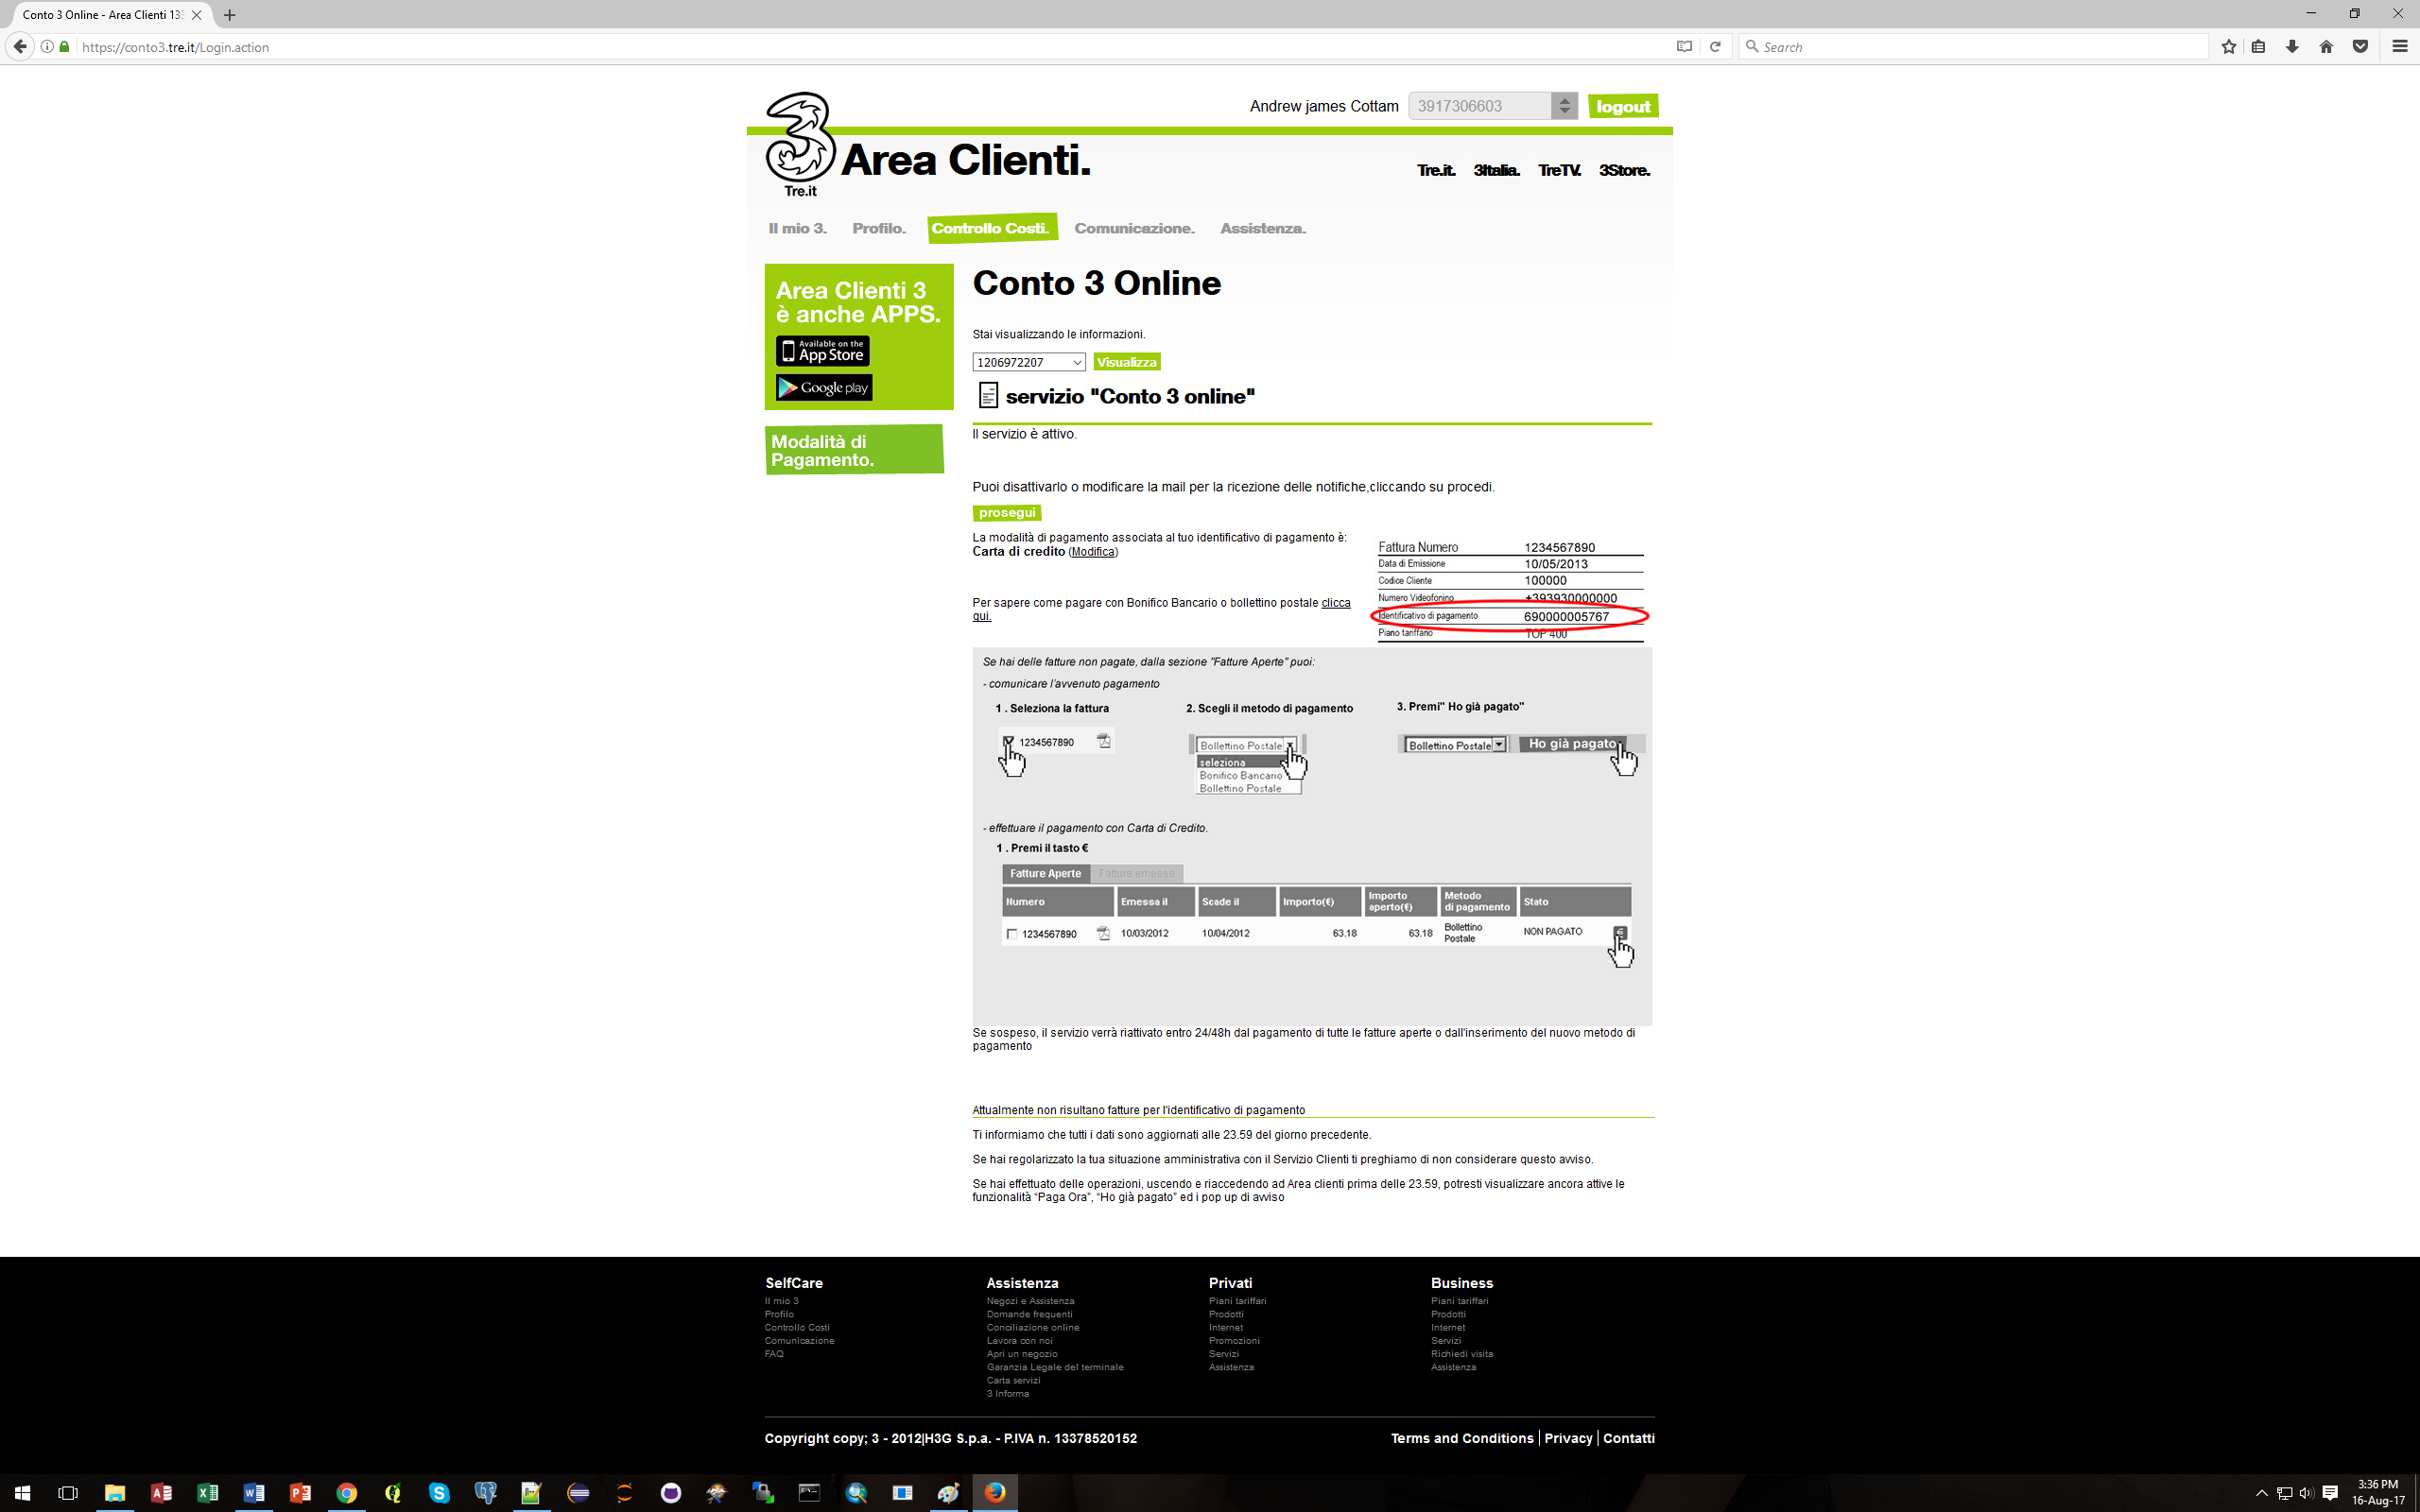 Conto 3 Online - Area Clienti 133
https://conto3.tre.it/Login.action
Search
Andrew james Cottam
3917306603
logout
Tre.it
Area Clienti.
Tre.it.
3Italia.
TreTV.
3Store.
Il mio 3.
Profilo.
Controllo Costi.
Comunicazione.
Assistenza.
Area Clienti 3
è anche APPS.
Available on the
App Store
Google play
Modalità di
Pagamento.
Conto 3 Online
Stai visualizzando le informazioni.
1206972207
Visualizza
servizio "Conto 3 online"
Il servizio è attivo.
Puoi disattivarlo o modificare la mail per la ricezione delle notifiche,cliccando su procedi.
prosegui
La modalità di pagamento associata al tuo identificativo di pagamento è:
Carta di credito (Modifica)
Per sapere come pagare con Bonifico Bancario o bollettino postale clicca
qui.
Fattura Numero 1234567890
Data di Emissione 10/05/2013
Codice Cliente 100000
Numero Videofonino +393930000000
Identificativo di pagamento 690000005767
Piano tariffario TOP 400
Se hai delle fatture non pagate, dalla sezione "Fatture Aperte" puoi:
- comunicare l'avvenuto pagamento
1 . Seleziona la fattura
2. Scegli il metodo di pagamento
3. Premi" Ho già pagato"
1234567890
Bollettino Postale
seleziona
Bonifico Bancario
Bollettino Postale
Bollettino Postale
Ho già pagato
- effettuare il pagamento con Carta di Credito.
1 . Premi il tasto €
Fatture Aperte
Fatture emesse
Numero
Emessa il
Scade il
Importo(€)
Importo
aperto(€)
Metodo
di pagamento
Stato
1234567890
10/03/2012
10/04/2012
63.18
63.18
Bollettino
Postale
NON PAGATO
€
Se sospeso, il servizio verrà riattivato entro 24/48h dal pagamento di tutte le fatture aperte o dall'inserimento del nuovo metodo di
pagamento
Attualmente non risultano fatture per l'identificativo di pagamento
Ti informiamo che tutti i dati sono aggiornati alle 23.59 del giorno precedente.
Se hai regolarizzato la tua situazione amministrativa con il Servizio Clienti ti preghiamo di non considerare questo avviso.
Se hai effettuato delle operazioni, uscendo e riaccedendo ad Area clienti prima delle 23.59, potresti visualizzare ancora attive le
funzionalità “Paga Ora”, “Ho già pagato” ed i pop up di avviso
SelfCare
Il mio 3
Profilo
Controllo Costi
Comunicazione
FAQ
Assistenza
Negozi e Assistenza
Domande frequenti
Conciliazione online
Lavora con noi
Apri un negozio
Garanzia Legale del terminale
Carta servizi
3 Informa
Privati
Piani tariffari
Prodotti
Internet
Promozioni
Servizi
Assistenza
Business
Piani tariffari
Prodotti
Internet
Servizi
Richiedi visita
Assistenza
Copyright copy; 3 - 2012|H3G S.p.a. - P.IVA n. 13378520152
Terms and Conditions | Privacy | Contatti
3:36 PM
16-Aug-17